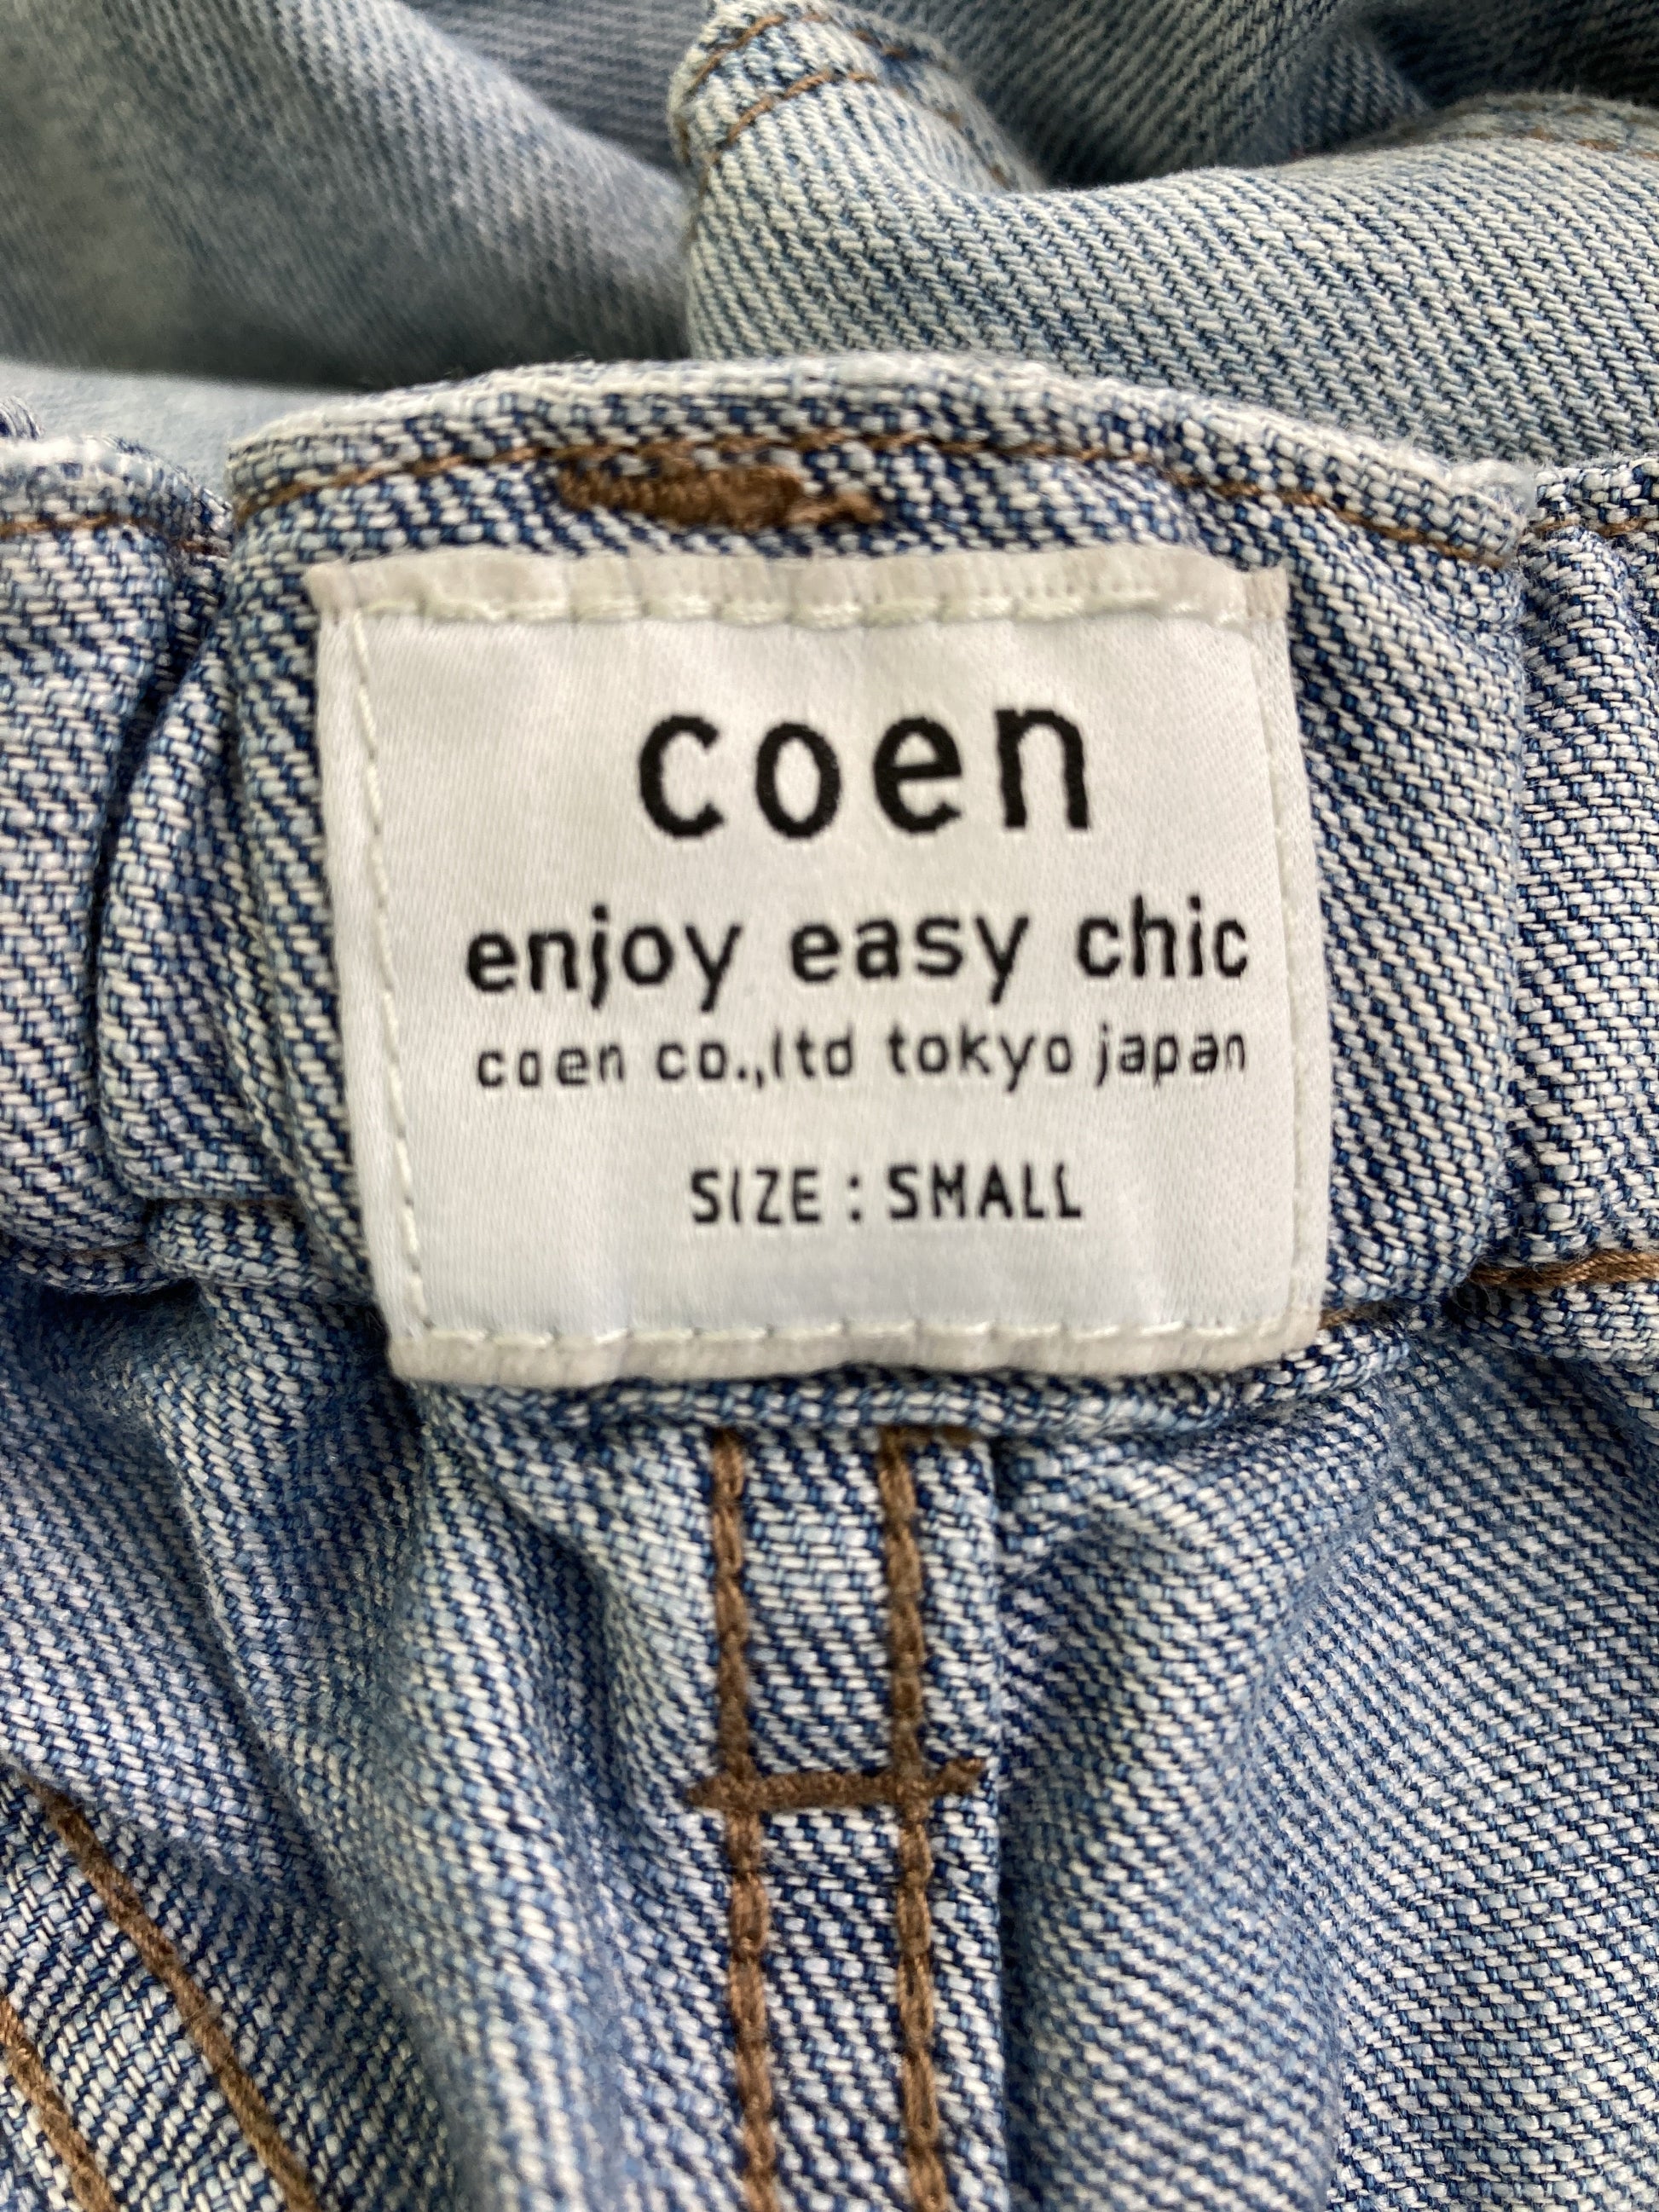 coen
enjoy easy chic
coen co.,ltd tokyo japan
SIZE : SMALL